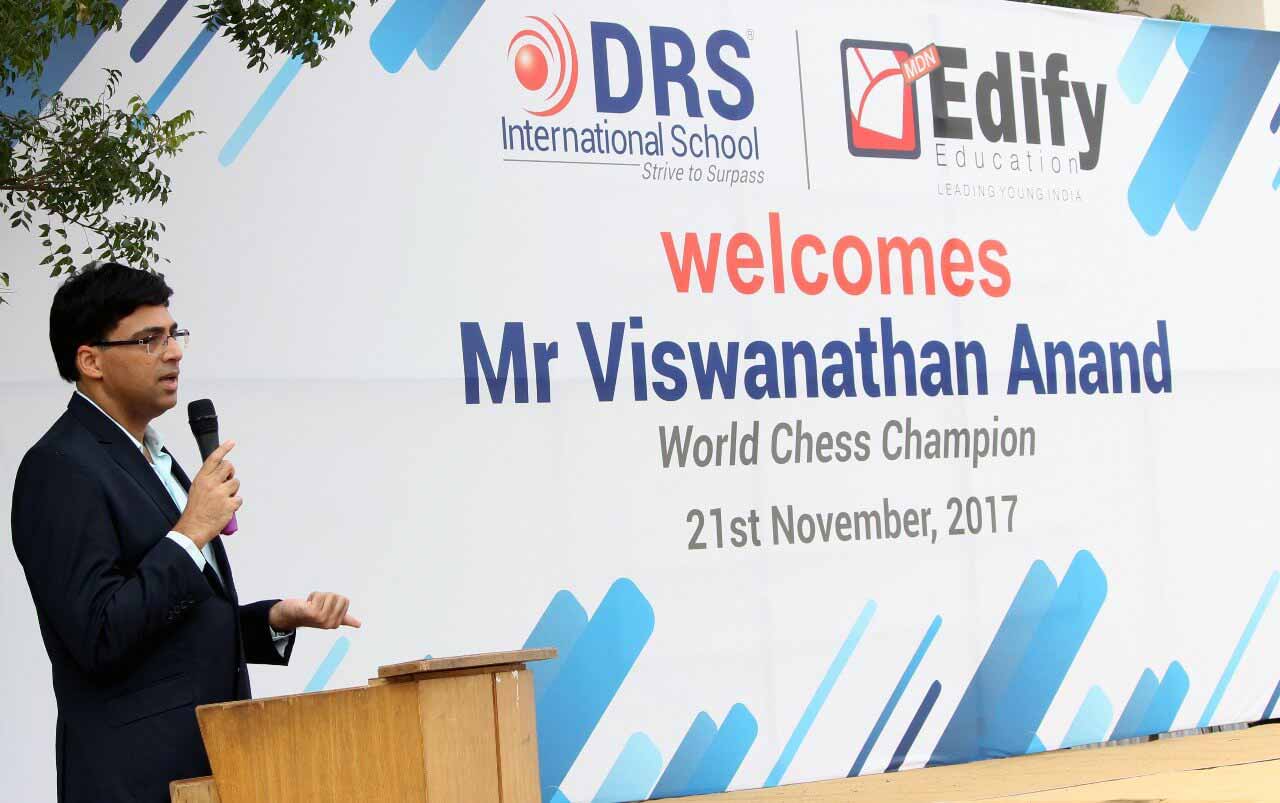 DRS®
International School
Strive to Surpass
MDN
Edify
Education
LEADING YOUNG INDIA
welcomes
Mr Viswanathan Anand
World Chess Champion
21st November, 2017